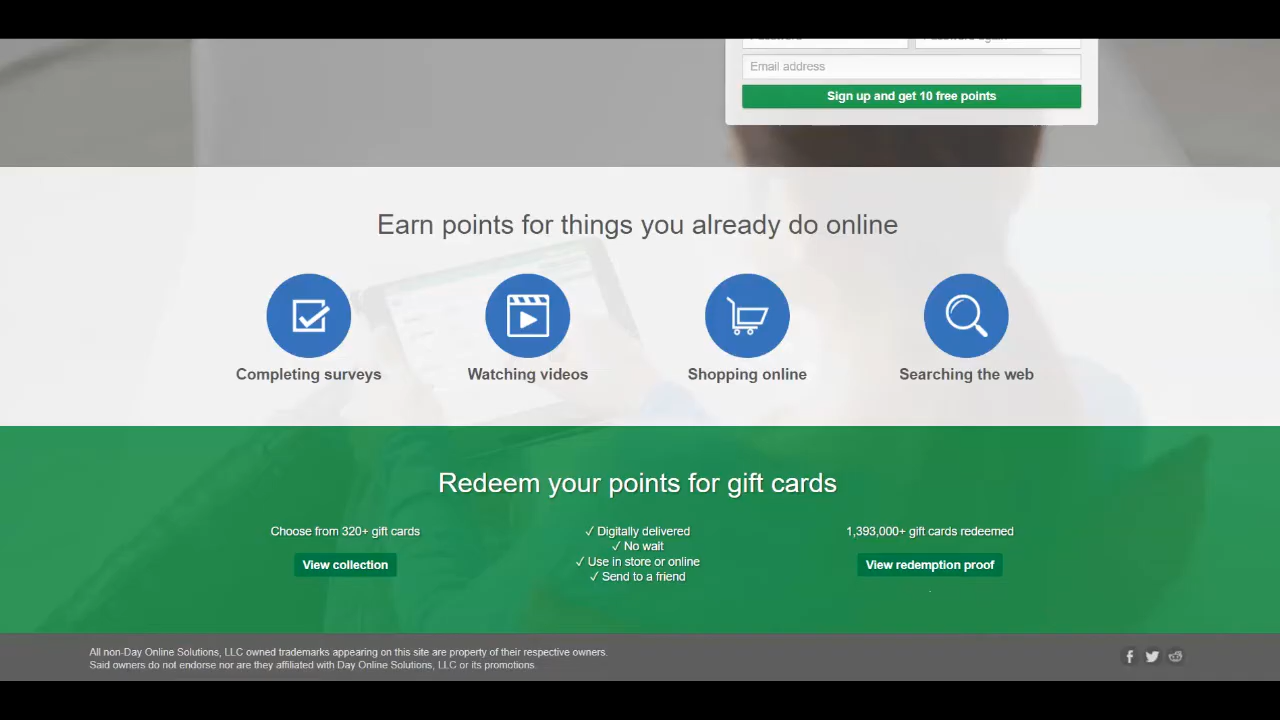 Email address
Sign up and get 10 free points
Earn points for things you already do online
Completing surveys
Watching videos
Shopping online
Searching the web
Redeem your points for gift cards
Choose from 320+ gift cards
View collection
✓ Digitally delivered
✓ No wait
✓ Use in store or online
✓ Send to a friend
1,393,000+ gift cards redeemed
View redemption proof
All non-Day Online Solutions, LLC owned trademarks appearing on this site are property of their respective owners.
Said owners do not endorse nor are they affiliated with Day Online Solutions, LLC or its promotions.